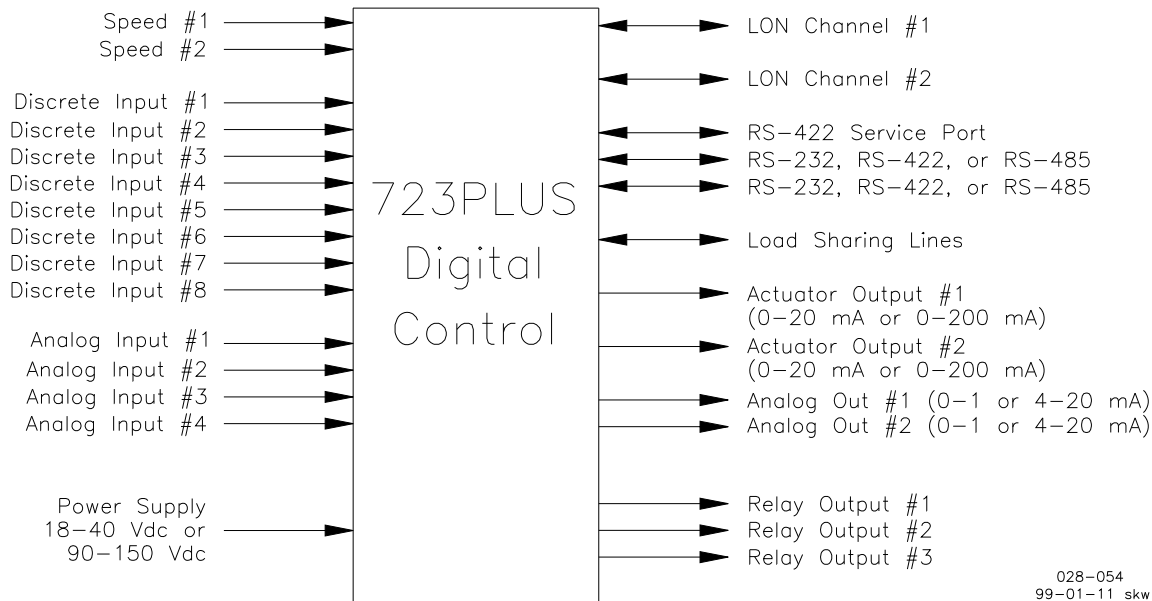 Speed #1
Speed #2
Discrete Input #1
Discrete Input #2
Discrete Input #3
Discrete Input #4
Discrete Input #5
Discrete Input #6
Discrete Input #7
Discrete Input #8
Analog Input #1
Analog Input #2
Analog Input #3
Analog Input #4
Power Supply
18-40 Vdc or
90-150 Vdc
723PLUS
Digital
Control
LON Channel #1
LON Channel #2
RS-422 Service Port
RS-232, RS-422, or RS-485
RS-232, RS-422, or RS-485
Load Sharing Lines
Actuator Output #1
(0-20 mA or 0-200 mA)
Actuator Output #2
(0-20 mA or 0-200 mA)
Analog Out #1 (0-1 or 4-20 mA)
Analog Out #2 (0-1 or 4-20 mA)
Relay Output #1
Relay Output #2
Relay Output #3
028-054
99-01-11 skw